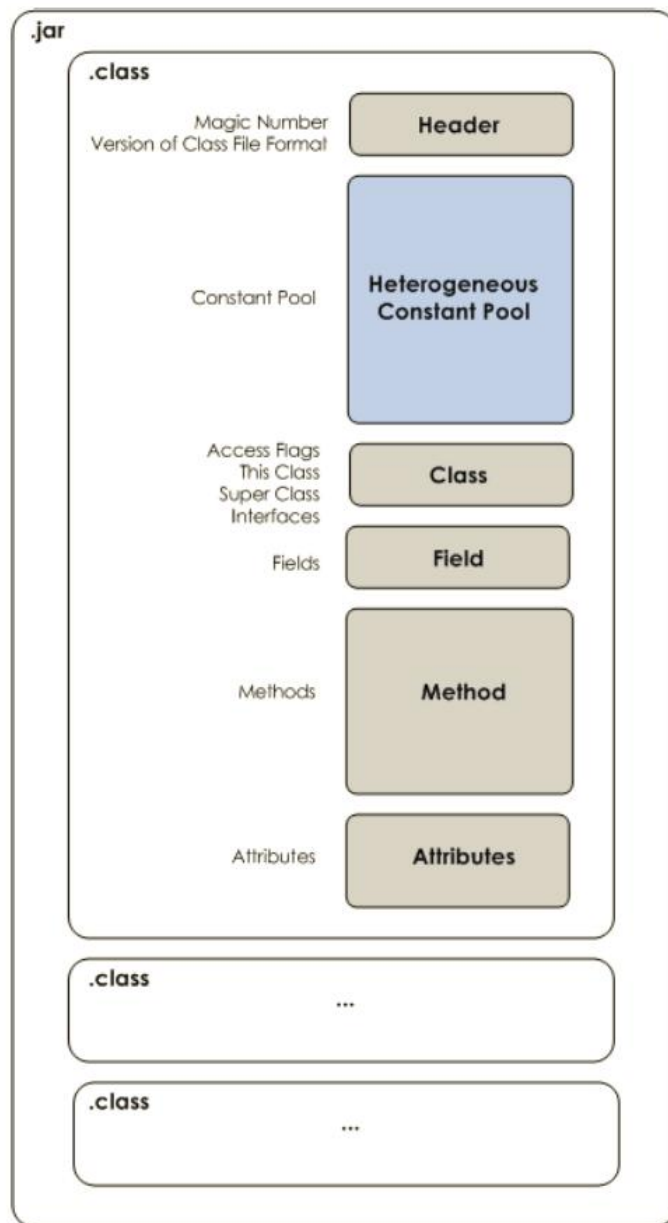 .jar
.class
Magic Number
Version of Class File Format
Header
Constant Pool
Heterogeneous
Constant Pool
Access Flags
This Class
Super Class
Interfaces
Class
Fields
Field
Methods
Method
Attributes
Attributes
.class
...
.class
...